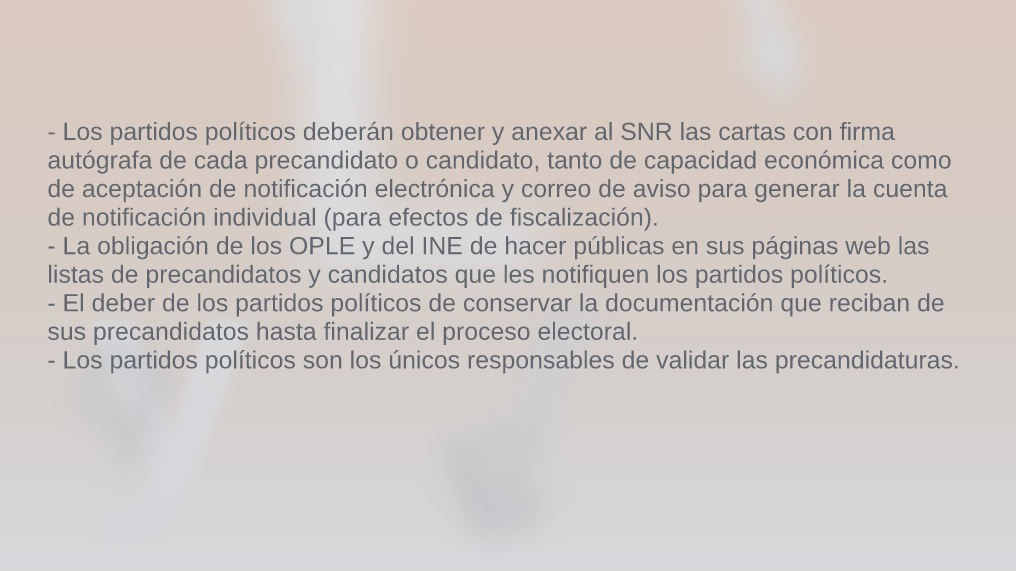 - Los partidos políticos deberán obtener y anexar al SNR las cartas con firma
autógrafa de cada precandidato o candidato, tanto de capacidad económica como
de aceptación de notificación electrónica y correo de aviso para generar la cuenta
de notificación individual (para efectos de fiscalización).
- La obligación de los OPLE y del INE de hacer públicas en sus páginas web las
listas de precandidatos y candidatos que les notifiquen los partidos políticos.
- El deber de los partidos políticos de conservar la documentación que reciban de
sus precandidatos hasta finalizar el proceso electoral.
- Los partidos políticos son los únicos responsables de validar las precandidaturas.